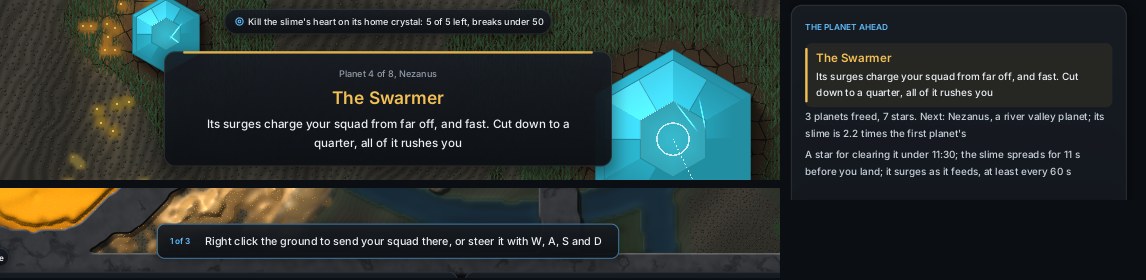 Kill the slime's heart on its home crystal: 5 of 5 left, breaks under 50
Planet 4 of 8, Nezanus
The Swarmer
Its surges charge your squad from far off, and fast. Cut down to a
quarter, all of it rushes you
1 of 3 Right click the ground to send your squad there, or steer it with W, A, S and D
e
THE PLANET AHEAD
The Swarmer
Its surges charge your squad from far off, and fast. Cut
down to a quarter, all of it rushes you
3 planets freed, 7 stars. Next: Nezanus, a river valley planet; its
slime is 2.2 times the first planet's
A star for clearing it under 11:30; the slime spreads for 11 s
before you land; it surges as it feeds, at least every 60 s